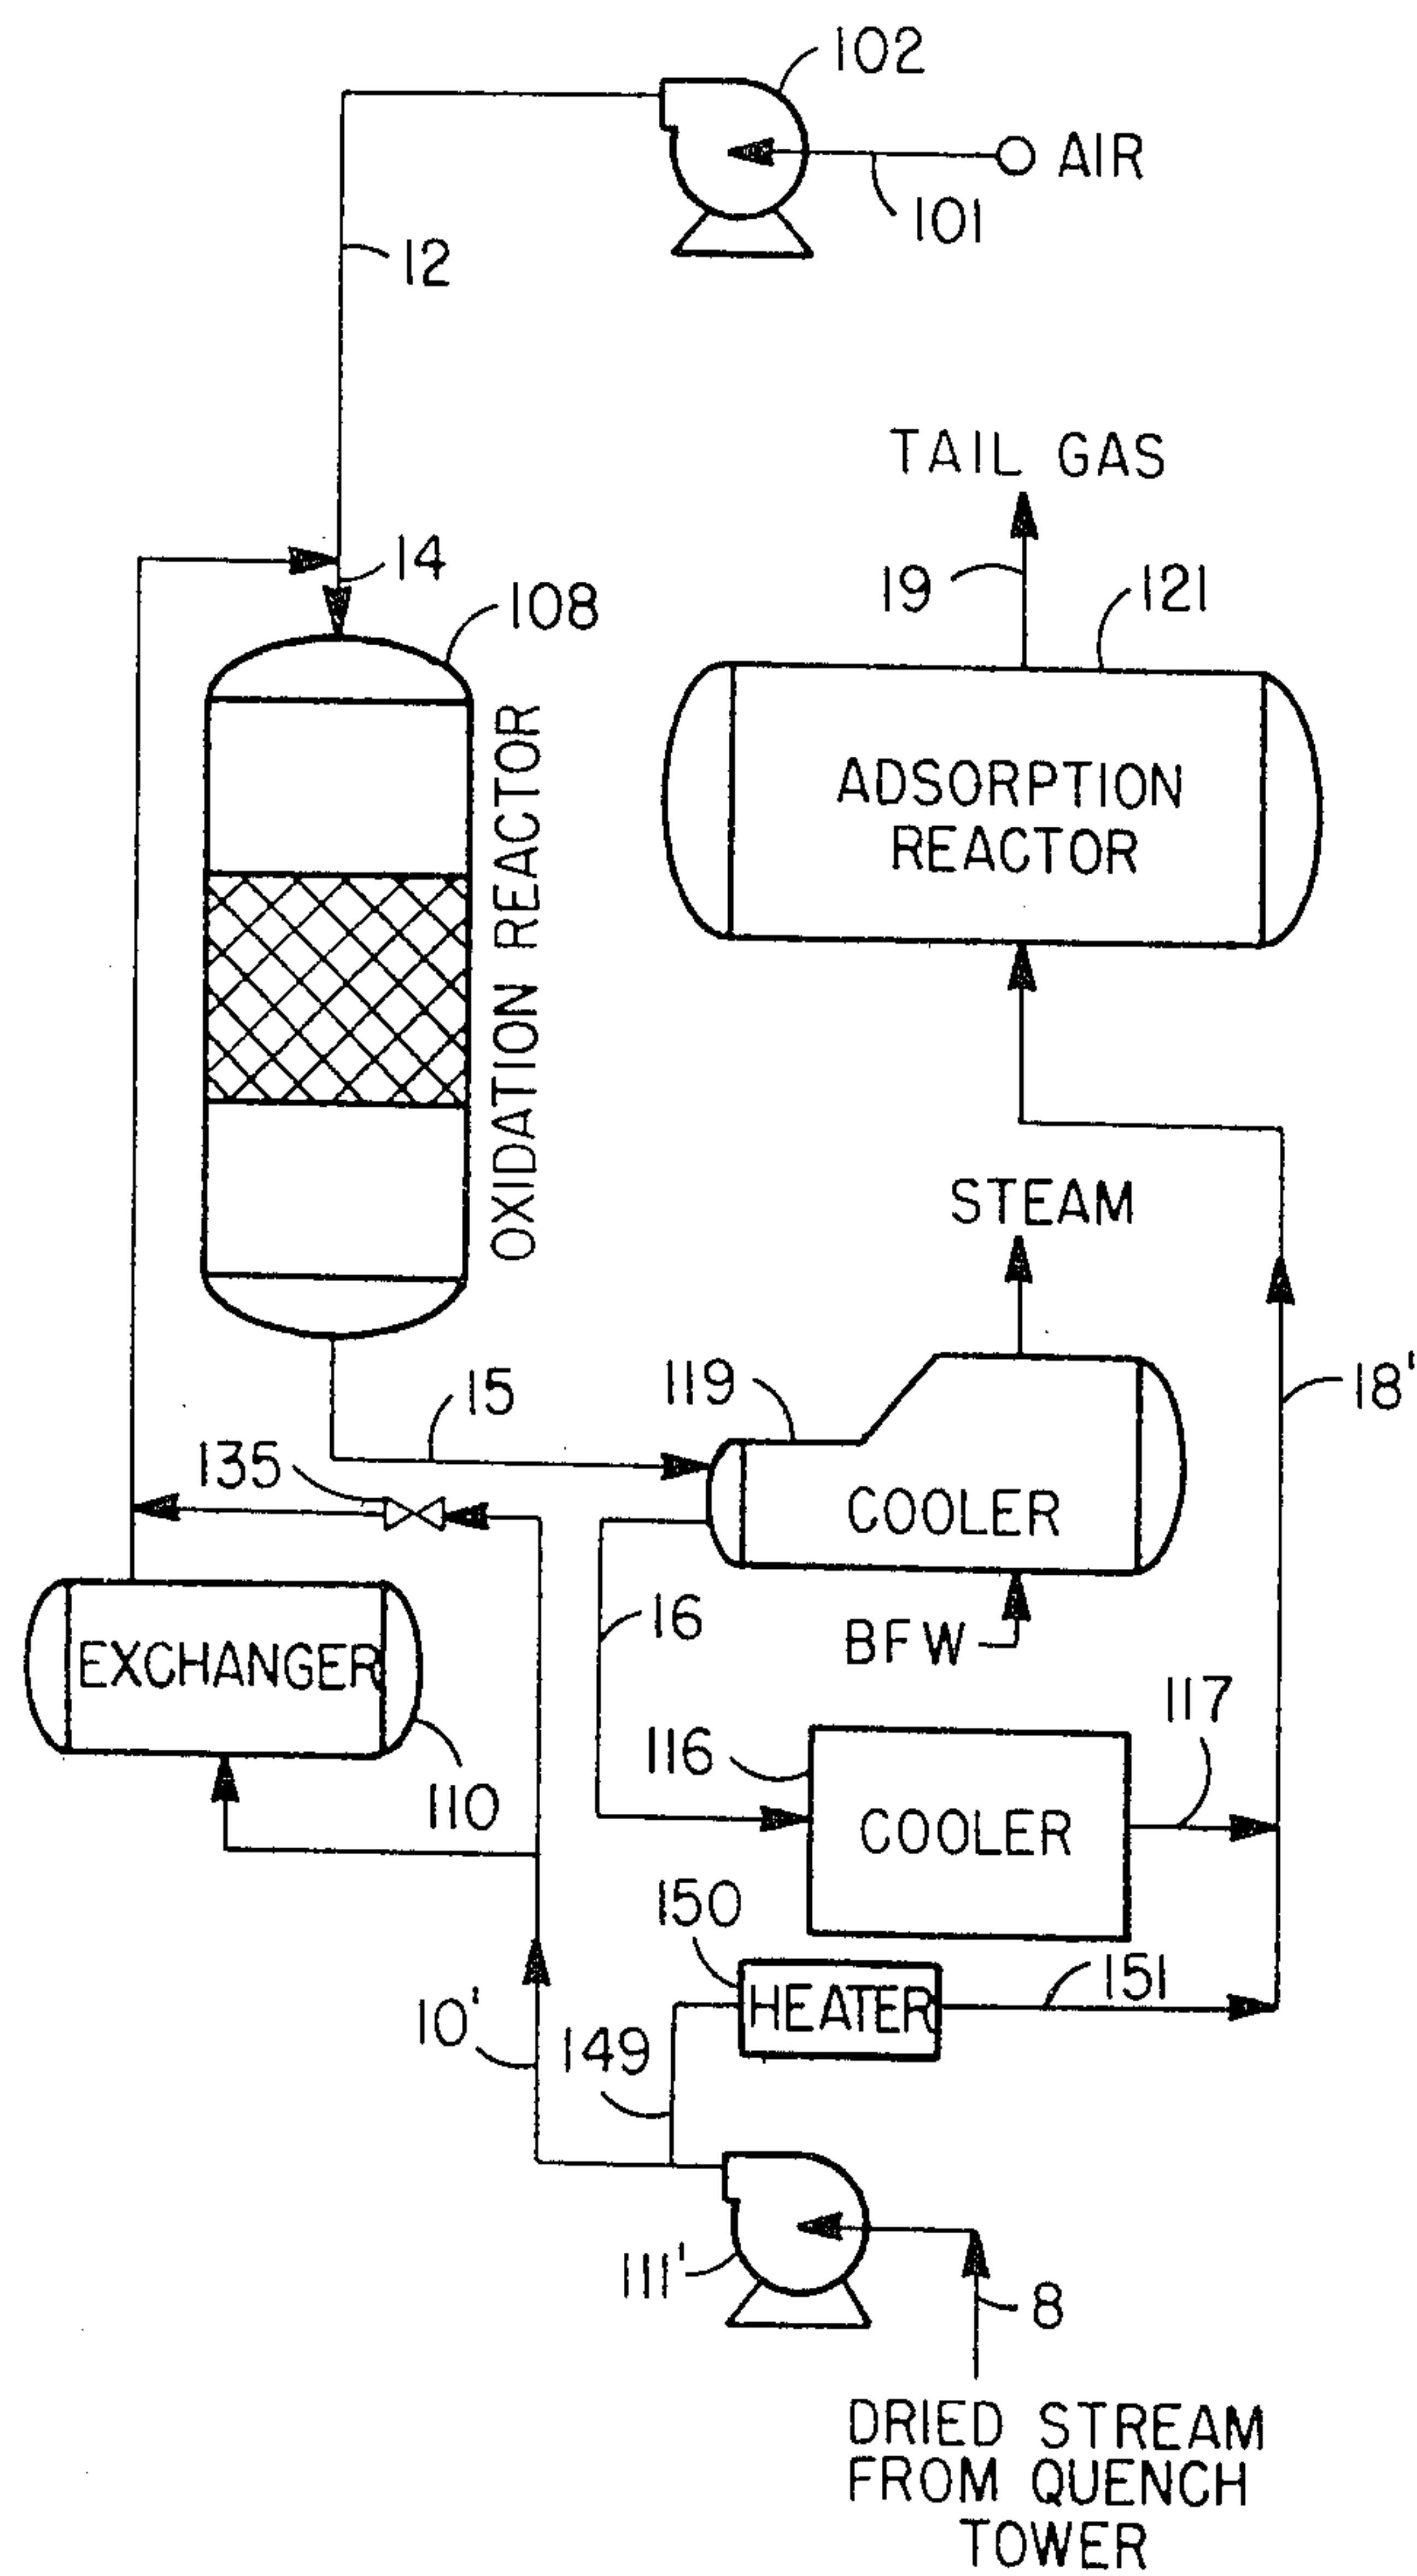 102
AIR
101
12
TAIL GAS
14
19
121
108
OXIDATION REACTOR
ADSORPTION
REACTOR
STEAM
15
119
18'
135
COOLER
16
BFW
EXCHANGER
117
116
110
COOLER
150
HEATER
151
10'
149
111'
8
DRIED STREAM
FROM QUENCH
TOWER